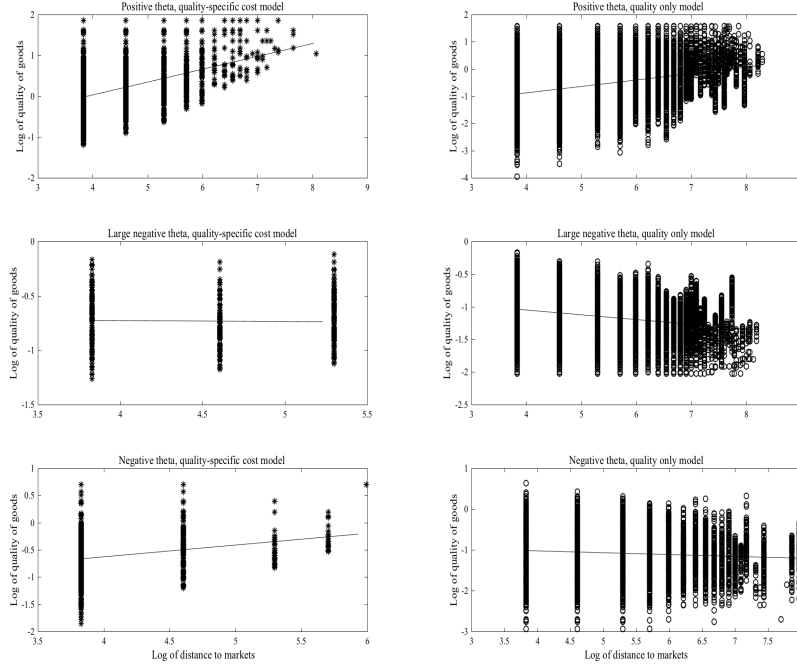 Positive theta, quality-specific cost model
Log of quality of goods
2
1
0
-1
-2
3 4 5 6 7 8 9
Positive theta, quality only model
Log of quality of goods
2
1
0
-1
-2
-3
-4
3 4 5 6 7 8
Large negative theta, quality-specific cost model
Log of quality of goods
0
-0.5
-1
-1.5
3.5 4 4.5 5 5.5
Large negative theta, quality only model
Log of quality of goods
0
-0.5
-1
-1.5
-2
-2.5
3 4 5 6 7 8
Negative theta, quality-specific cost model
Log of quality of goods
1
0.5
0
-0.5
-1
-1.5
-2
3.5 4 4.5 5 5.5 6
Log of distance to markets
Negative theta, quality only model
Log of quality of goods
1
0
-1
-2
-3
3 3.5 4 4.5 5 5.5 6 6.5 7 7.5
Log of distance to markets